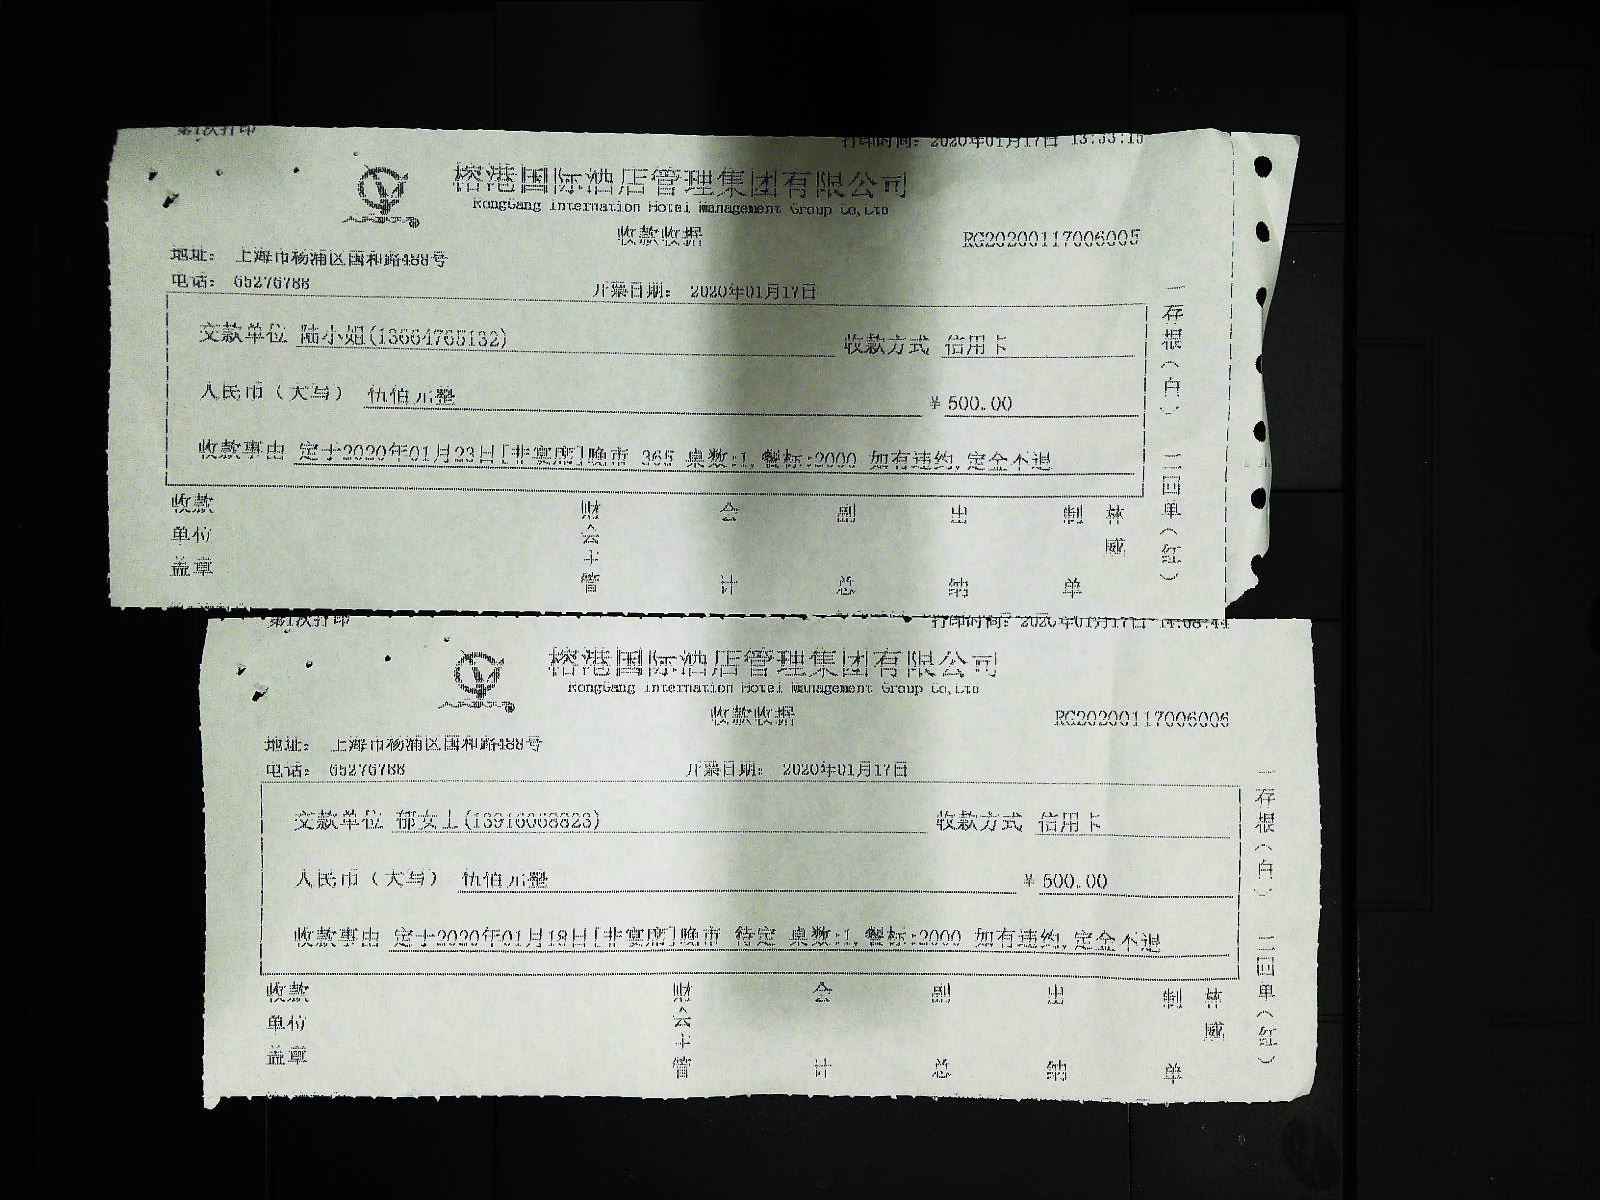 第1次打印 打印时间: 2020年01月17日 13:33:15
榕港国际酒店管理集团有限公司
RongGang Internation Hotel Management Group Co,Ltd
收款收据 RG20200117006005
地址: 上海市杨浦区国和路488号
电话: 65276788 开票日期: 2020年01月17日
交款单位 陆小姐(13664765132) 收款方式 信用卡
人民币(大写) 伍佰元整 ¥500.00
收款事由 定于2020年01月23日[非宴席]晚市 365 桌数:1,餐标:2000 如有违约,定金不退
收款单位盖章 财会主管 会计 副总 出纳 制单 林威
一存根(白) 二回单(红)
第1次打印 打印时间: 2020年01月17日 14:08:44
榕港国际酒店管理集团有限公司
RongGang Internation Hotel Management Group Co,Ltd
收款收据 RG20200117006006
地址: 上海市杨浦区国和路488号
电话: 65276788 开票日期: 2020年01月17日
交款单位 郁女士(13916068823) 收款方式 信用卡
人民币(大写) 伍佰元整 ¥500.00
收款事由 定于2020年01月18日[非宴席]晚市 待定 桌数:1,餐标:2000 如有违约,定金不退
收款单位盖章 财会主管 会计 副总 出纳 制单 林威
一存根(白) 二回单(红)